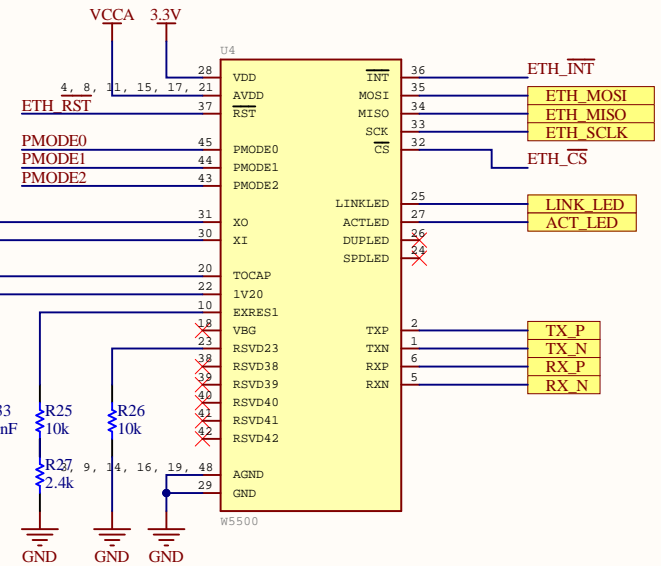 VCCA 3.3V
U4
28 VDD INT 36 ETH_INT
4, 8, 11, 15, 17, 21 AVDD MOSI 35 ETH_MOSI
ETH_RST 37 RST MISO 34 ETH_MISO
SCK 33 ETH_SCLK
PMODE0 45 PMODE0 CS 32 ETH_CS
PMODE1 44 PMODE1
PMODE2 43 PMODE2
LINKLED 25 LINK_LED
31 XO ACTLED 27 ACT_LED
30 XI DUPLED 26
SPDLED 24
20 TOCAP
22 1V20
10 EXRES1
18 VBG TXP 2 TX_P
23 RSVD23 TXN 1 TX_N
38 RSVD38 RXP 6 RX_P
39 RSVD39 RXN 5 RX_N
40 RSVD40
33 R25 R26 41 RSVD41
nF 10k 10k
42 RSVD42
R27 9, 14, 16, 19, 48 AGND
2.4k
29 GND
W5500
GND GND GND